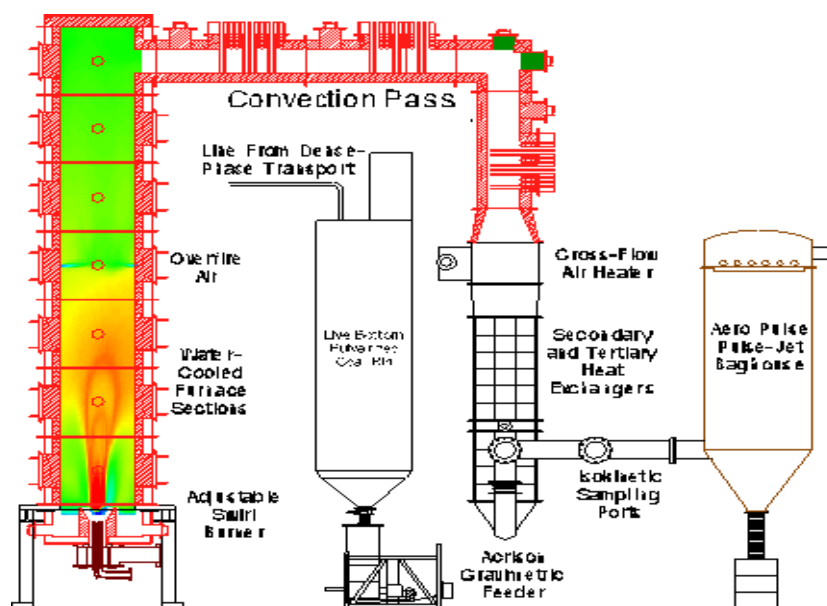 Convection Pass
Line From Dense-
Phase Transport
Overfire
Air
Cross-Flow
Air Heater
Live Bottom
Pulverized
Coal Bin
Secondary
and Tertiary
Heat
Exchangers
Aero Pulse
Pulse-Jet
Baghouse
Water-
Cooled
Furnace
Sections
Adjustable
Swirl
Burner
Isokinetic
Sampling
Ports
Acrison
Gravimetric
Feeder